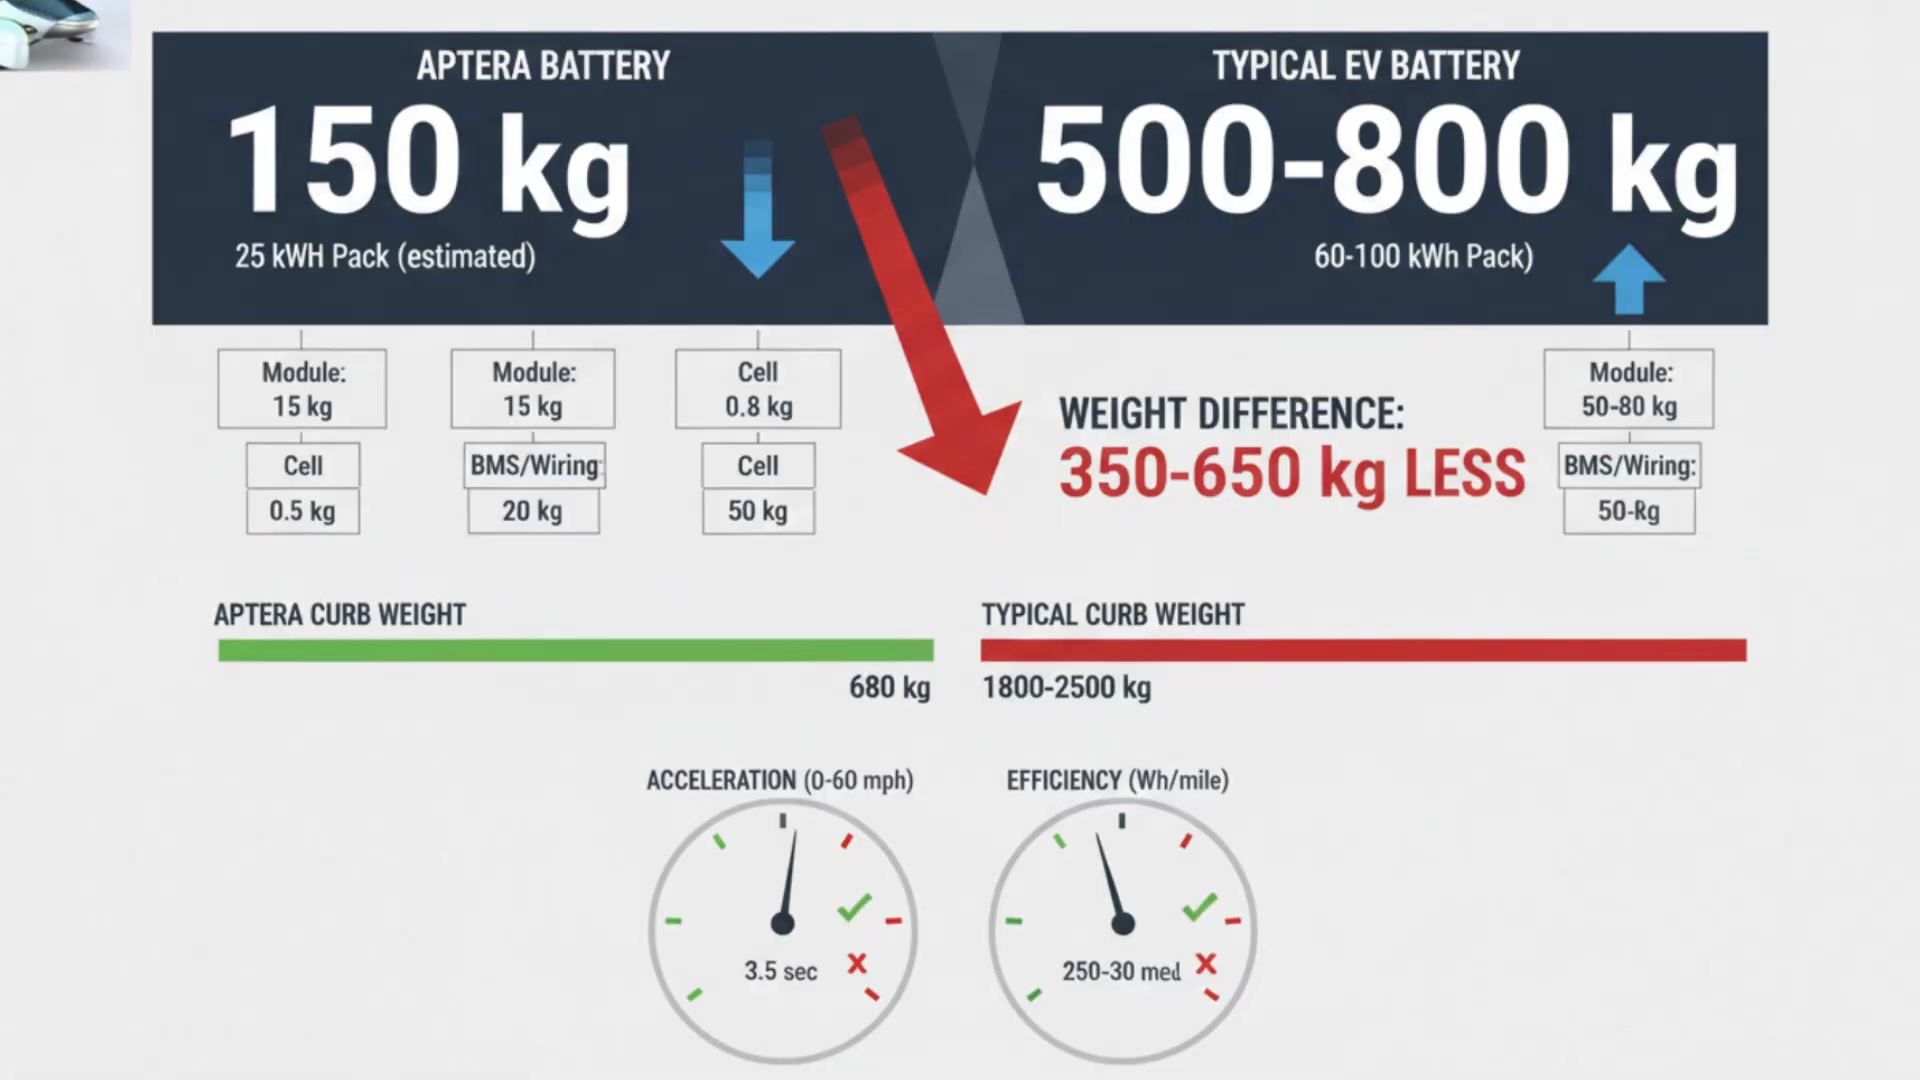 APTERA BATTERY
150 kg
25 kWH Pack (estimated)
TYPICAL EV BATTERY
500-800 kg
60-100 kWh Pack)
Module:
15 kg
Cell
0.5 kg
Module:
15 kg
BMS/Wiring:
20 kg
Cell
0.8 kg
Cell
50 kg
WEIGHT DIFFERENCE:
350-650 kg LESS
Module:
50-80 kg
BMS/Wiring:
50-Rg
APTERA CURB WEIGHT
680 kg
TYPICAL CURB WEIGHT
1800-2500 kg
ACCELERATION (0-60 mph)
3.5 sec
EFFICIENCY (Wh/mile)
250-30 med